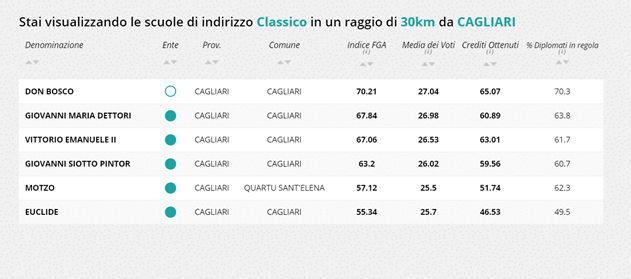 Stai visualizzando le scuole di indirizzo Classico in un raggio di 30km da CAGLIARI
Denominazione Ente Prov. Comune Indice FGA (i) Media dei Voti (i) Crediti Ottenuti (i) % Diplomati in regola (i)
DON BOSCO CAGLIARI CAGLIARI 70.21 27.04 65.07 70.3
GIOVANNI MARIA DETTORI CAGLIARI CAGLIARI 67.84 26.98 60.89 63.8
VITTORIO EMANUELE II CAGLIARI CAGLIARI 67.06 26.53 63.01 61.7
GIOVANNI SIOTTO PINTOR CAGLIARI CAGLIARI 63.2 26.02 59.56 60.7
MOTZO CAGLIARI QUARTU SANT'ELENA 57.12 25.5 51.74 62.3
EUCLIDE CAGLIARI CAGLIARI 55.34 25.7 46.53 49.5